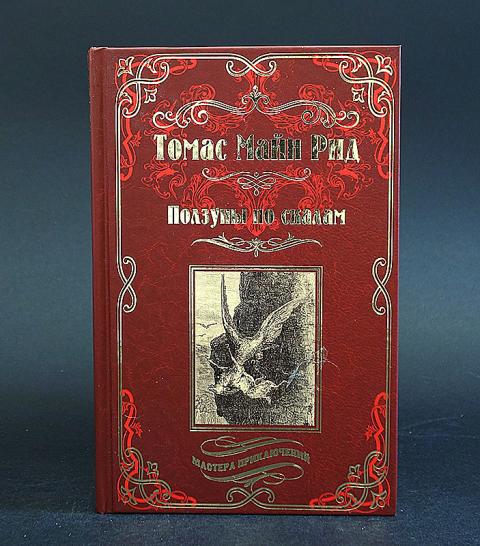 Томас Майн Рид
Ползуны по скалам
МАСТЕРА ПРИКЛЮЧЕНИЙ